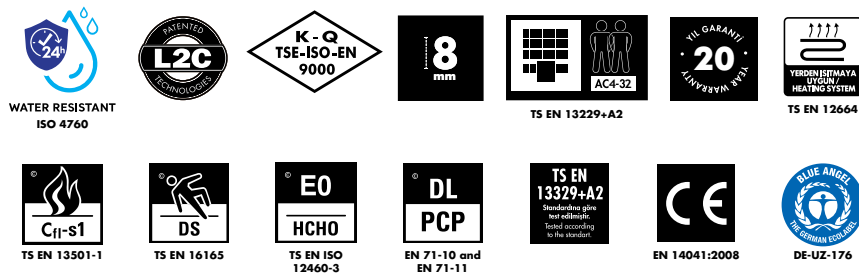 24h
WATER RESISTANT
ISO 4760
PATENTED
L2C
TECHNOLOGIES
K - Q
TSE-ISO-EN
9000
8
mm
AC4-32
TS EN 13229+A2
YIL GARANTİ
20
YEAR WARRANTY
YERDEN ISITMAYA
UYGUN /
HEATING SYSTEM
TS EN 12664
©
Cfl-s1
TS EN 13501-1
©
DS
TS EN 16165
©
E0
HCHO
TS EN ISO
12460-3
©
DL
PCP
EN 71-10 and
EN 71-11
TS EN
13329+A2
Standardına göre
test edilmiştir.
Tested according
to the standart.
CE
EN 14041:2008
BLUE ANGEL
THE GERMAN ECOLABEL
DE-UZ-176